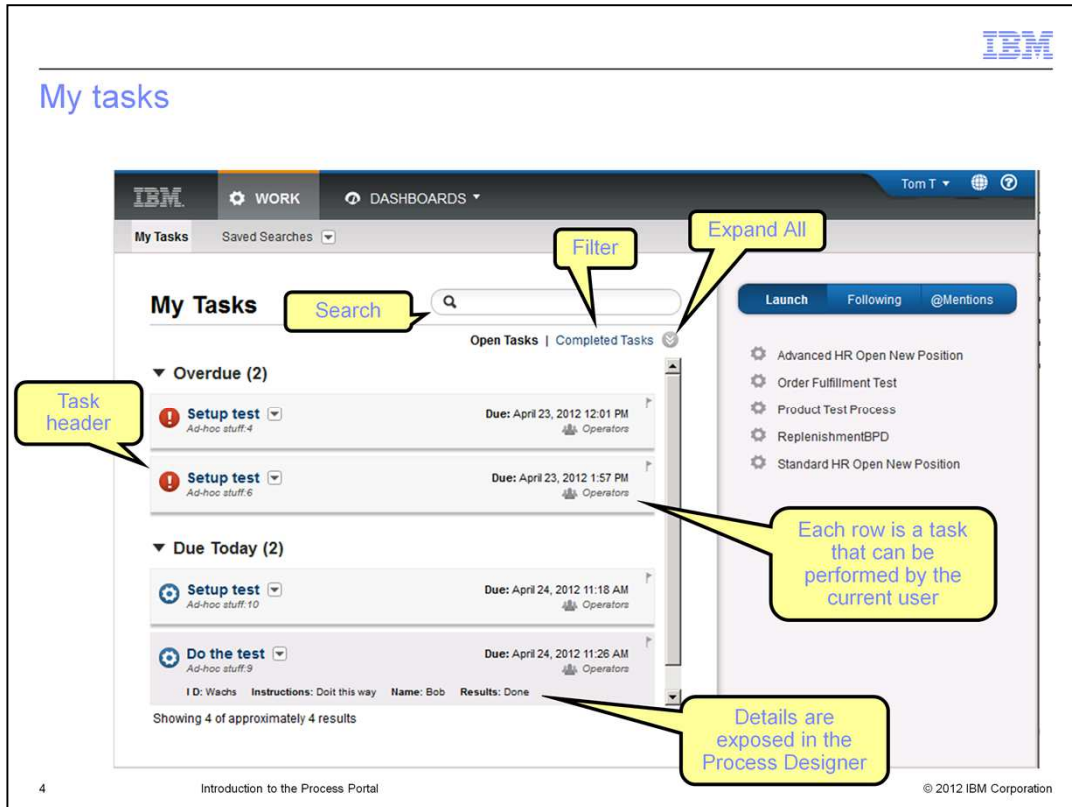 IBM
My tasks
IBM. WORK DASHBOARDS Tom T
My Tasks Saved Searches
Expand All
Filter
My Tasks
Search
Launch Following @Mentions
Open Tasks | Completed Tasks
Advanced HR Open New Position
Order Fulfillment Test
Product Test Process
ReplenishmentBPD
Standard HR Open New Position
Overdue (2)
Task
header
Setup test Due: April 23, 2012 12:01 PM
Ad-hoc stuff:4 Operators
Setup test Due: April 23, 2012 1:57 PM
Ad-hoc stuff:6 Operators
Each row is a task
that can be
performed by the
current user
Due Today (2)
Setup test Due: April 24, 2012 11:18 AM
Ad-hoc stuff:10 Operators
Do the test Due: April 24, 2012 11:26 AM
Ad-hoc stuff:9 Operators
I D: Wachs Instructions: Doit this way Name: Bob Results: Done
Showing 4 of approximately 4 results
Details are
exposed in the
Process Designer
4 Introduction to the Process Portal © 2012 IBM Corporation